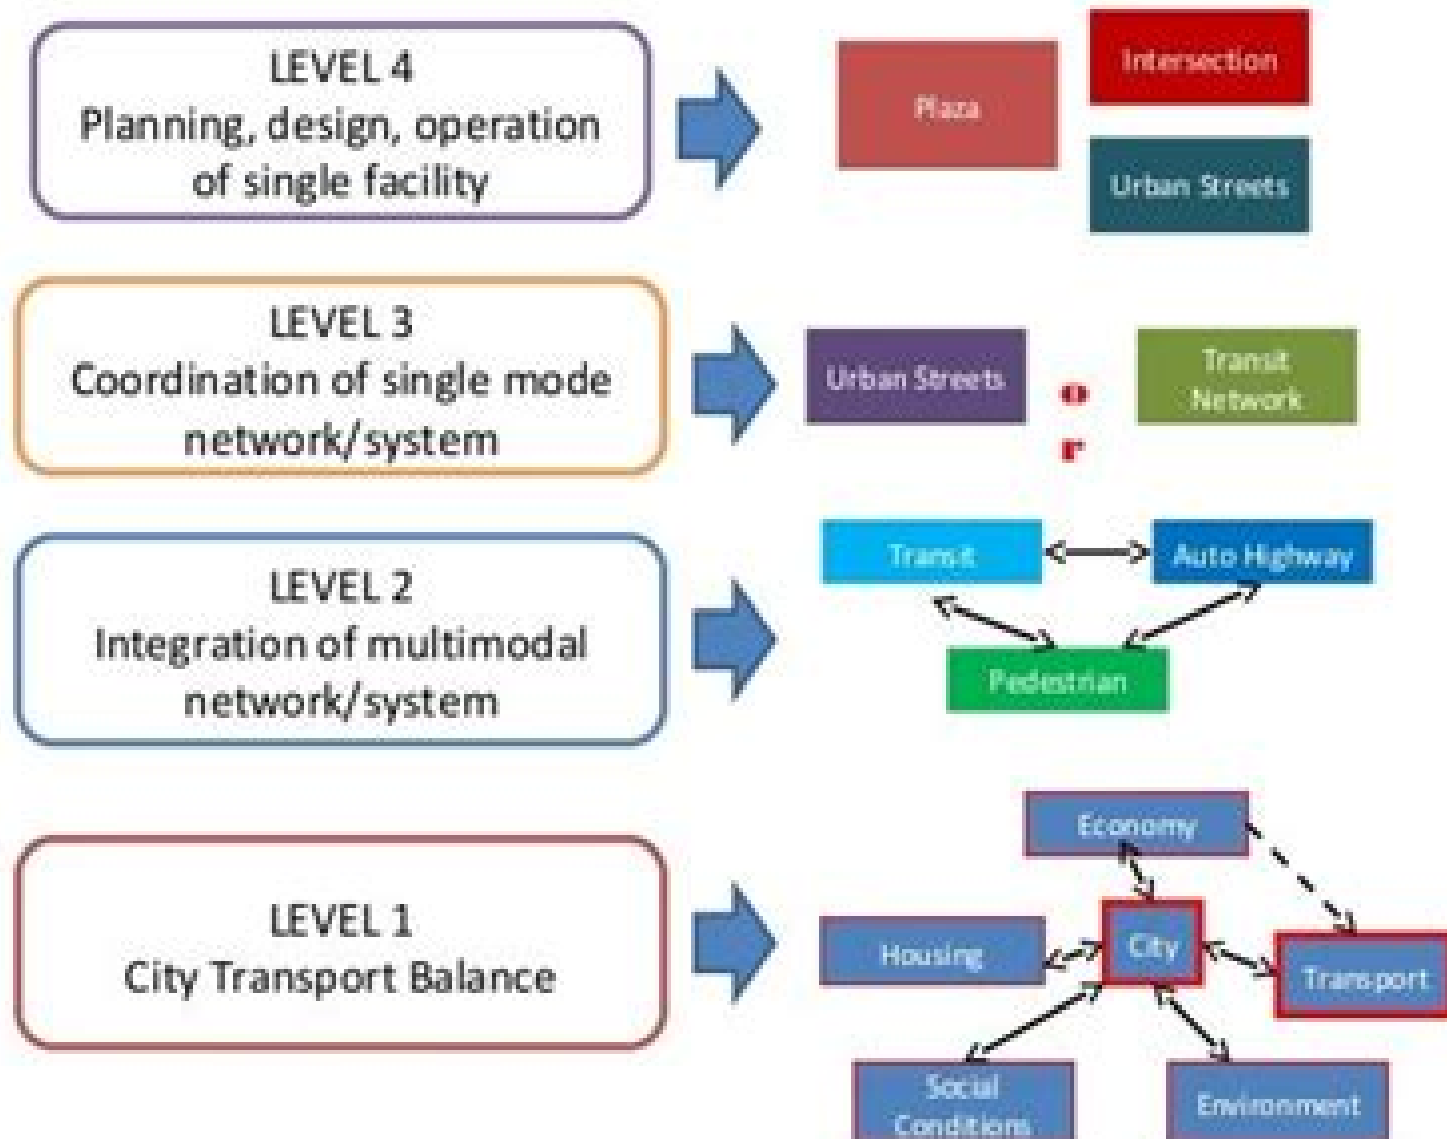 LEVEL 4
Planning, design, operation
of single facility
Plaza
Intersection
Urban Streets
LEVEL 3
Coordination of single mode
network/system
Urban Streets
o
r
Transit
Network
LEVEL 2
Integration of multimodal
network/system
Transit
Auto Highway
Pedestrian
LEVEL 1
City Transport Balance
Economy
Housing
City
Transport
Social
Conditions
Environment